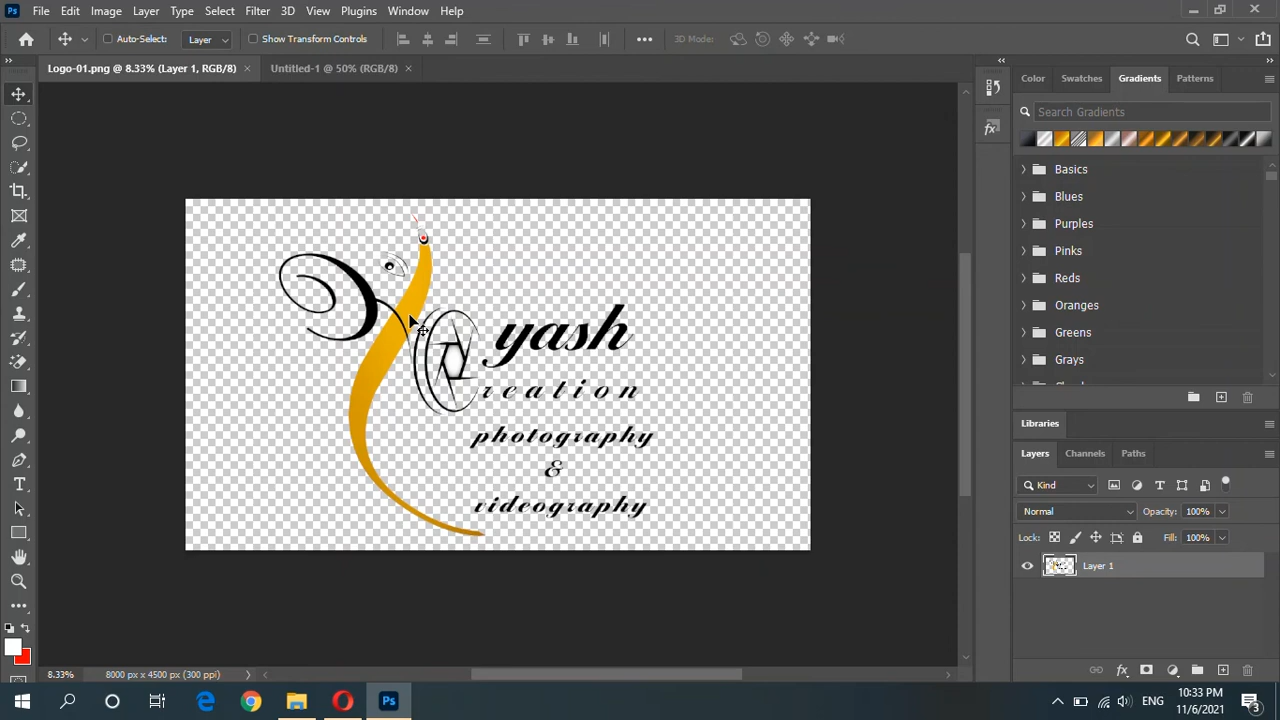 Ps File Edit Image Layer Type Select Filter 3D View Plugins Window Help
Auto-Select: Layer Show Transform Controls 3D Mode:
Logo-01.png @ 8.33% (Layer 1, RGB/8) × Untitled-1 @ 50% (RGB/8) ×
Color Swatches Gradients Patterns
Search Gradients
Basics
Blues
Purples
Pinks
Reds
Oranges
Greens
Grays
yash
reation
photography
&
videography
Libraries
Layers Channels Paths
Kind
Normal Opacity: 100%
Lock: Fill: 100%
Layer 1
8.33% 8000 px x 4500 px (300 ppi)
Ps ENG 10:33 PM
11/6/2021 3